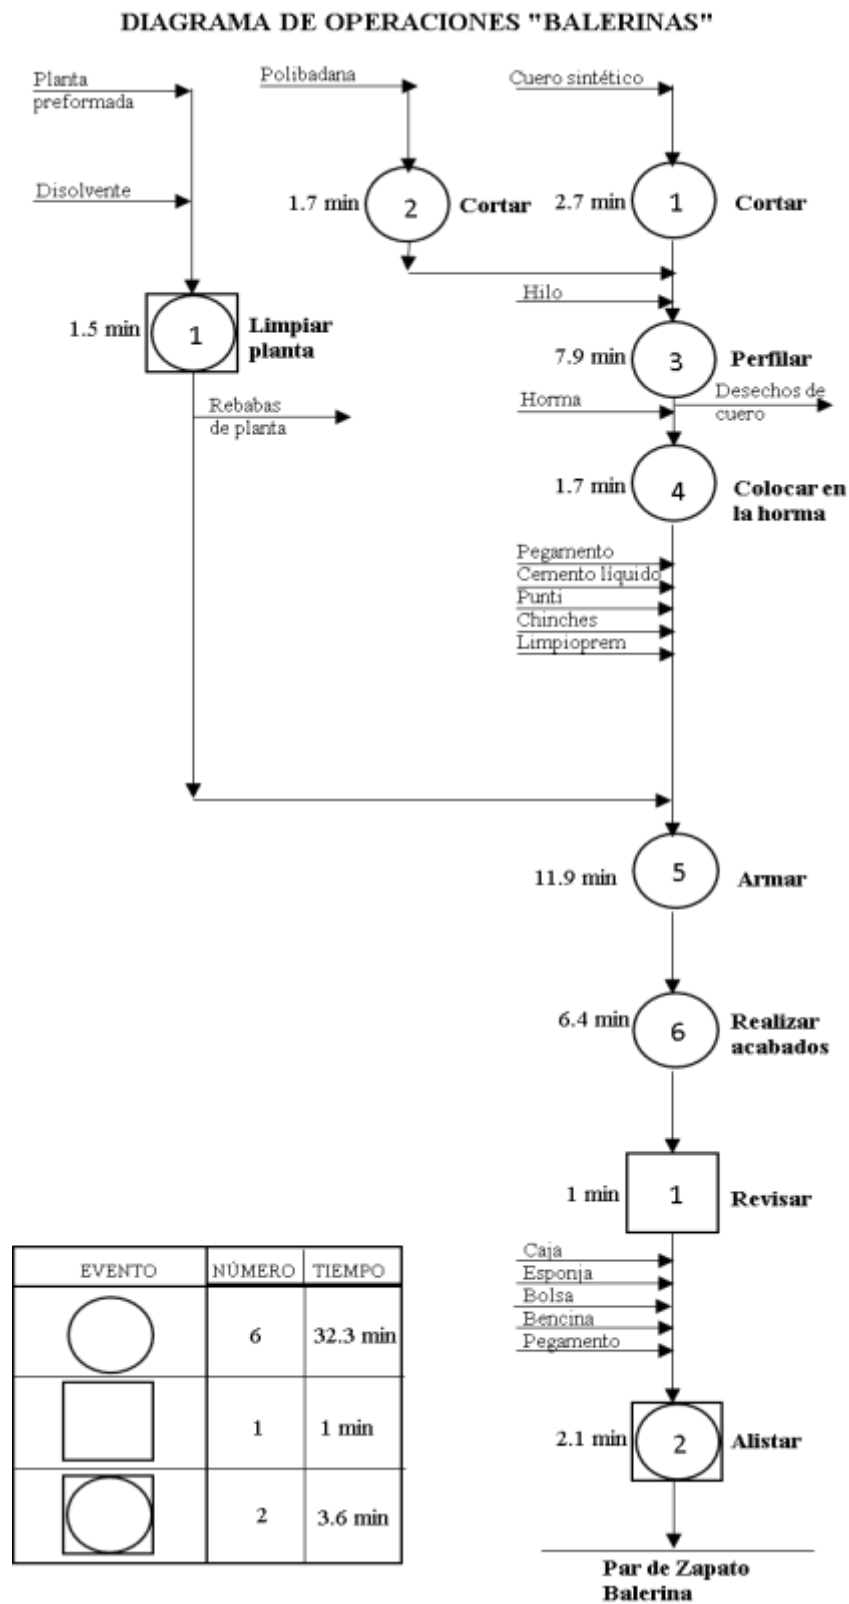 DIAGRAMA DE OPERACIONES "BALERINAS"
Planta
preformada
Polibadana
Cuero sintético
Disolvente
1.7 min
2
Cortar
2.7 min
1
Cortar
Hilo
1.5 min
1
Limpiar
planta
7.9 min
3
Perfilar
Rebabas
de planta
Horma
Desechos de
cuero
1.7 min
4
Colocar en
la horma
Pegamento
Cemento líquido
Punti
Chinches
Limpioprem
11.9 min
5
Armar
6.4 min
6
Realizar
acabados
1 min
1
Revisar
Caja
Esponja
Bolsa
Bencina
Pegamento
2.1 min
2
Alistar
Par de Zapato
Balerina
EVENTO NÚMERO TIEMPO
6 32.3 min
1 1 min
2 3.6 min